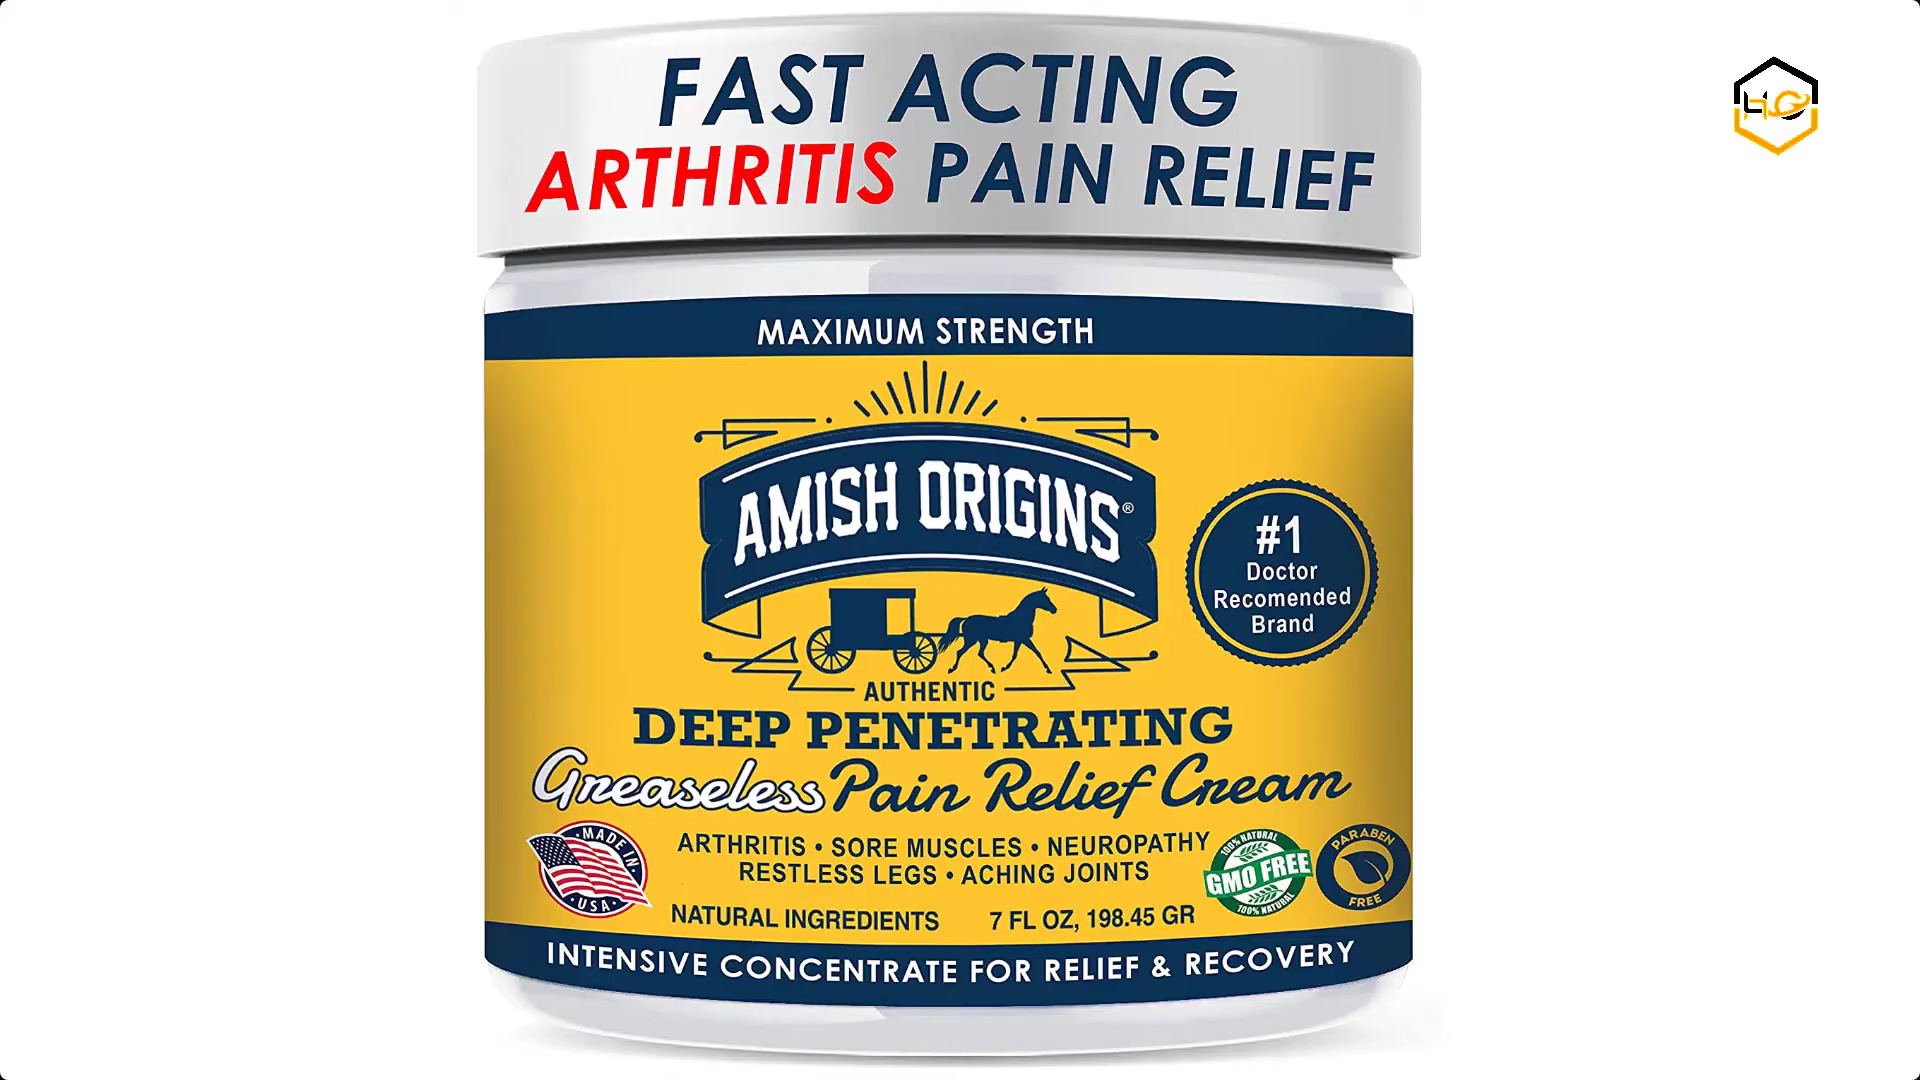 FAST ACTING
ARTHRITIS PAIN RELIEF
HG
MAXIMUM STRENGTH
AMISH ORIGINS®
#1
Doctor
Recomended
Brand
AUTHENTIC
DEEP PENETRATING
Greaseless Pain Relief Cream
MADE IN
USA
ARTHRITIS • SORE MUSCLES • NEUROPATHY
RESTLESS LEGS • ACHING JOINTS
100% NATURAL
GMO FREE
100% NATURAL
PARABEN
FREE
NATURAL INGREDIENTS 7 FL OZ, 198.45 GR
INTENSIVE CONCENTRATE FOR RELIEF & RECOVERY